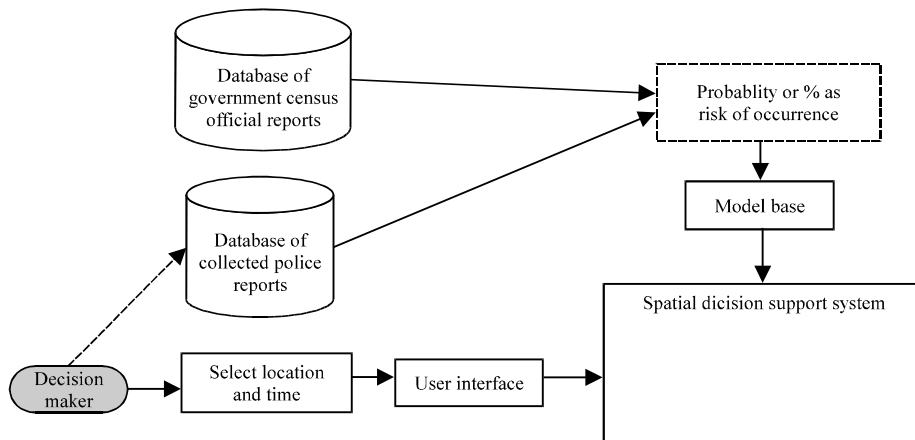 Database of
government census
official reports
Probablity or % as
risk of occurrence
Model base
Database of
collected police
reports
Spatial dicision support system
Decision
maker
Select location
and time
User interface